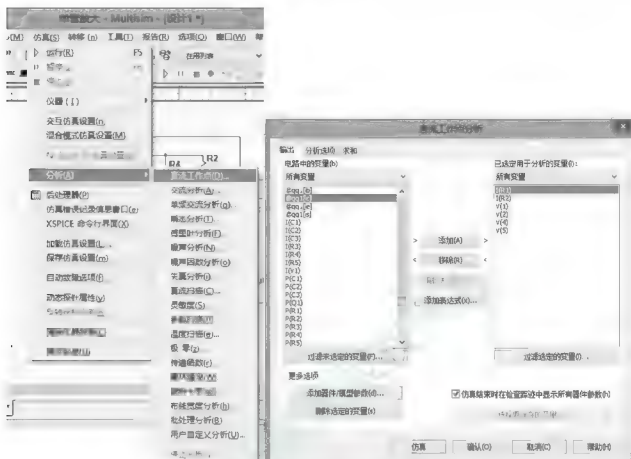 单管放大 - Multisim - [设计1 *]
(M) 仿真(S) 转移(n) 工具(T) 报告(R) 选项(O) 窗口(W)
运行(R) F5
在用列表
仪器(I)
交互仿真设置(n)
混合模式仿真设置(M)
分析(A)
后处理器(P)
仿真错误记录信息窗口(e)
XSPICE 命令行界面(X)
加载仿真设置(L)...
保存仿真设置(m)
自动故障选项(f)...
动态探针属性(y)
R4
R2
直流工作点(D)...
交流分析(A)...
单频交流分析(q)...
瞬态分析(T)...
傅里叶分析(F)...
噪声分析(N)...
噪声因数分析(o)...
失真分析(i)...
直流扫描(C)...
灵敏度(S)
参数扫描(P)
温度扫描(e)...
极 零(z)...
传递函数(r)...
布线宽度分析(h)
批处理分析(B)
用户自定义分析(U)...
直流工作点分析
输出 分析选项 求和
电路中的变量(b)
所有变量
@qq1[e]
@qq1[s]
I(C1)
I(C2)
I(C3)
I(R3)
I(R4)
I(R5)
I(V1)
P(C1)
P(C2)
P(C3)
P(Q1)
P(R1)
P(R2)
P(R3)
P(R4)
P(R5)
过滤未选定的变量(F)...
添加(A)
移除(R)
添加表达式(x)...
已选定用于分析的变量(l):
所有变量
I(R1)
I(R2)
V(1)
V(2)
V(4)
V(5)
过滤选定的变量(i)...
更多选项
添加器件/模型参数(d)...
删除选定的变量(e)
仿真结束时在检查踪迹中显示所有器件参数(h)
仿真
确认(O)
取消(C)
帮助(H)